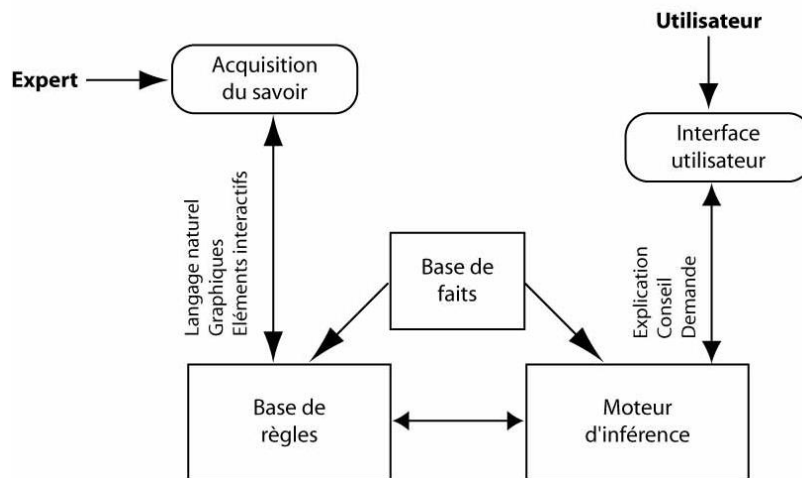 Utilisateur
Expert
Acquisition
du savoir
Interface
utilisateur
Langage naturel
Graphiques
Eléments interactifs
Base de
faits
Explication
Conseil
Demande
Base de
règles
Moteur
d'inférence